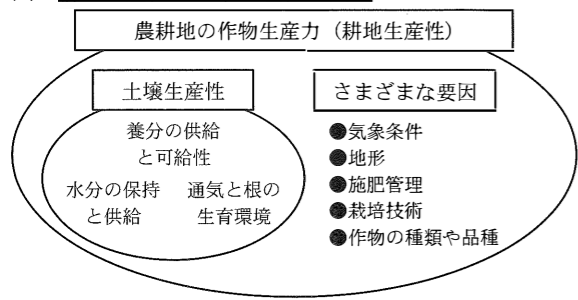 農耕地の作物生産力（耕地生産性）
土壌生産性
養分の供給
と可給性
水分の保持
と供給
通気と根の
生育環境
さまざまな要因
●気象条件
●地形
●施肥管理
●栽培技術
●作物の種類や品種